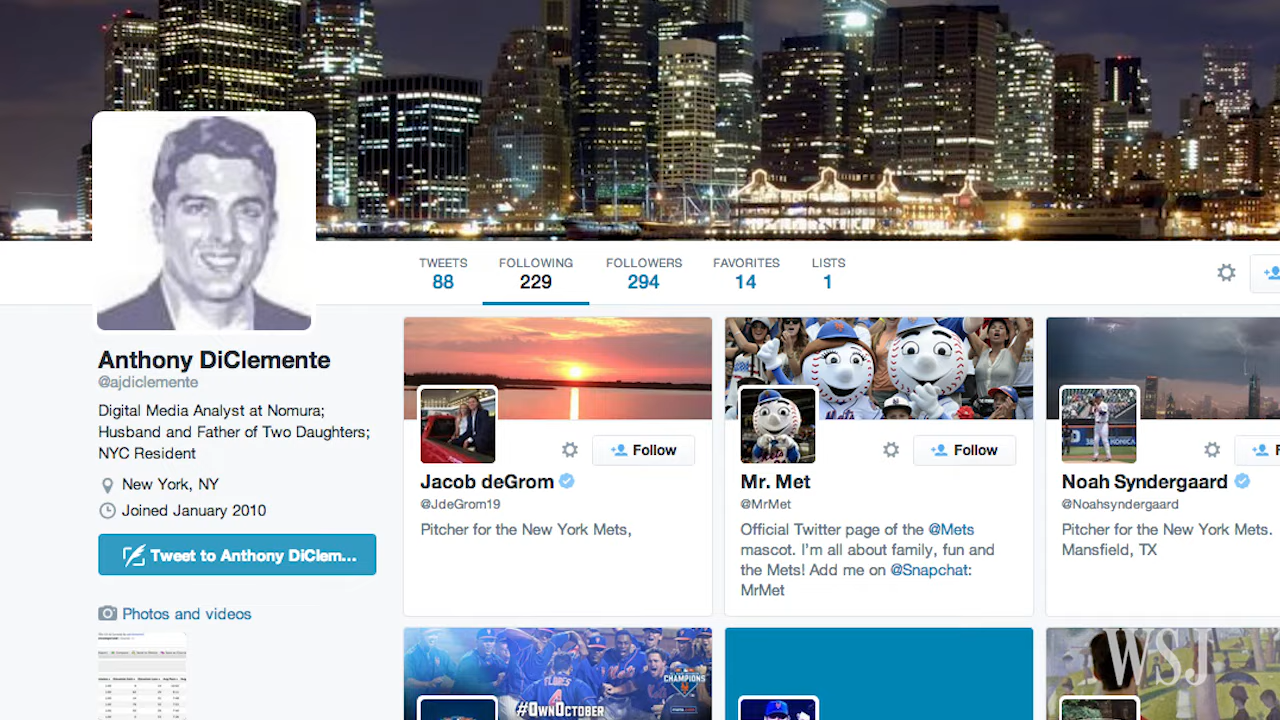 TWEETS
88
FOLLOWING
229
FOLLOWERS
294
FAVORITES
14
LISTS
1
Anthony DiClemente
@ajdiclemente
Digital Media Analyst at Nomura;
Husband and Father of Two Daughters;
NYC Resident
New York, NY
Joined January 2010
Tweet to Anthony DiClem...
Photos and videos
Follow
Jacob deGrom
@JdeGrom19
Pitcher for the New York Mets,
Mets
Follow
Mr. Met
@MrMet
Official Twitter page of the @Mets
mascot. I'm all about family, fun and
the Mets! Add me on @Snapchat:
MrMet
KONICA
Noah Syndergaard
@Noahsyndergaard
Pitcher for the New York Mets.
Mansfield, TX
CHAMPIONS
#OWNOCTOBER
WSJ